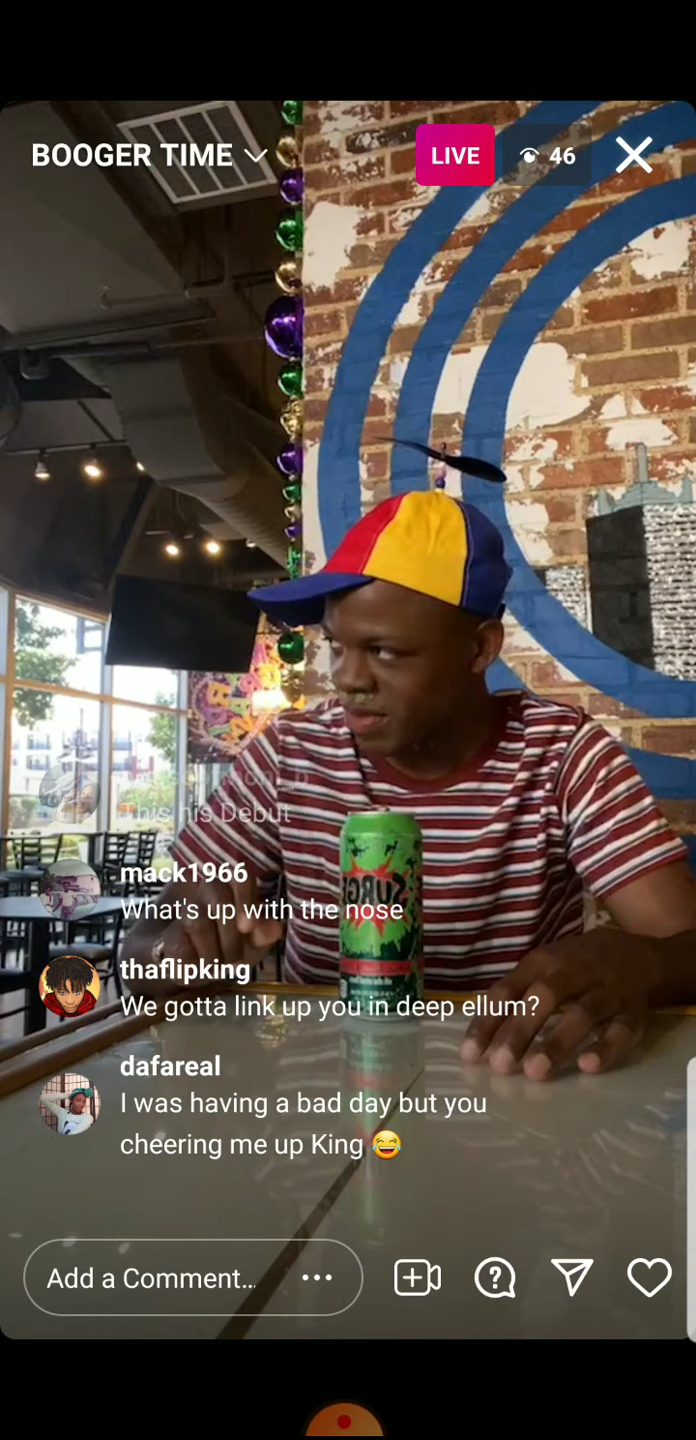 BOOGER TIME
LIVE
46
This his Debut
mack1966
What's up with the nose
SURGE
thaflipking
We gotta link up you in deep ellum?
dafareal
I was having a bad day but you
cheering me up King 😂
Add a Comment...